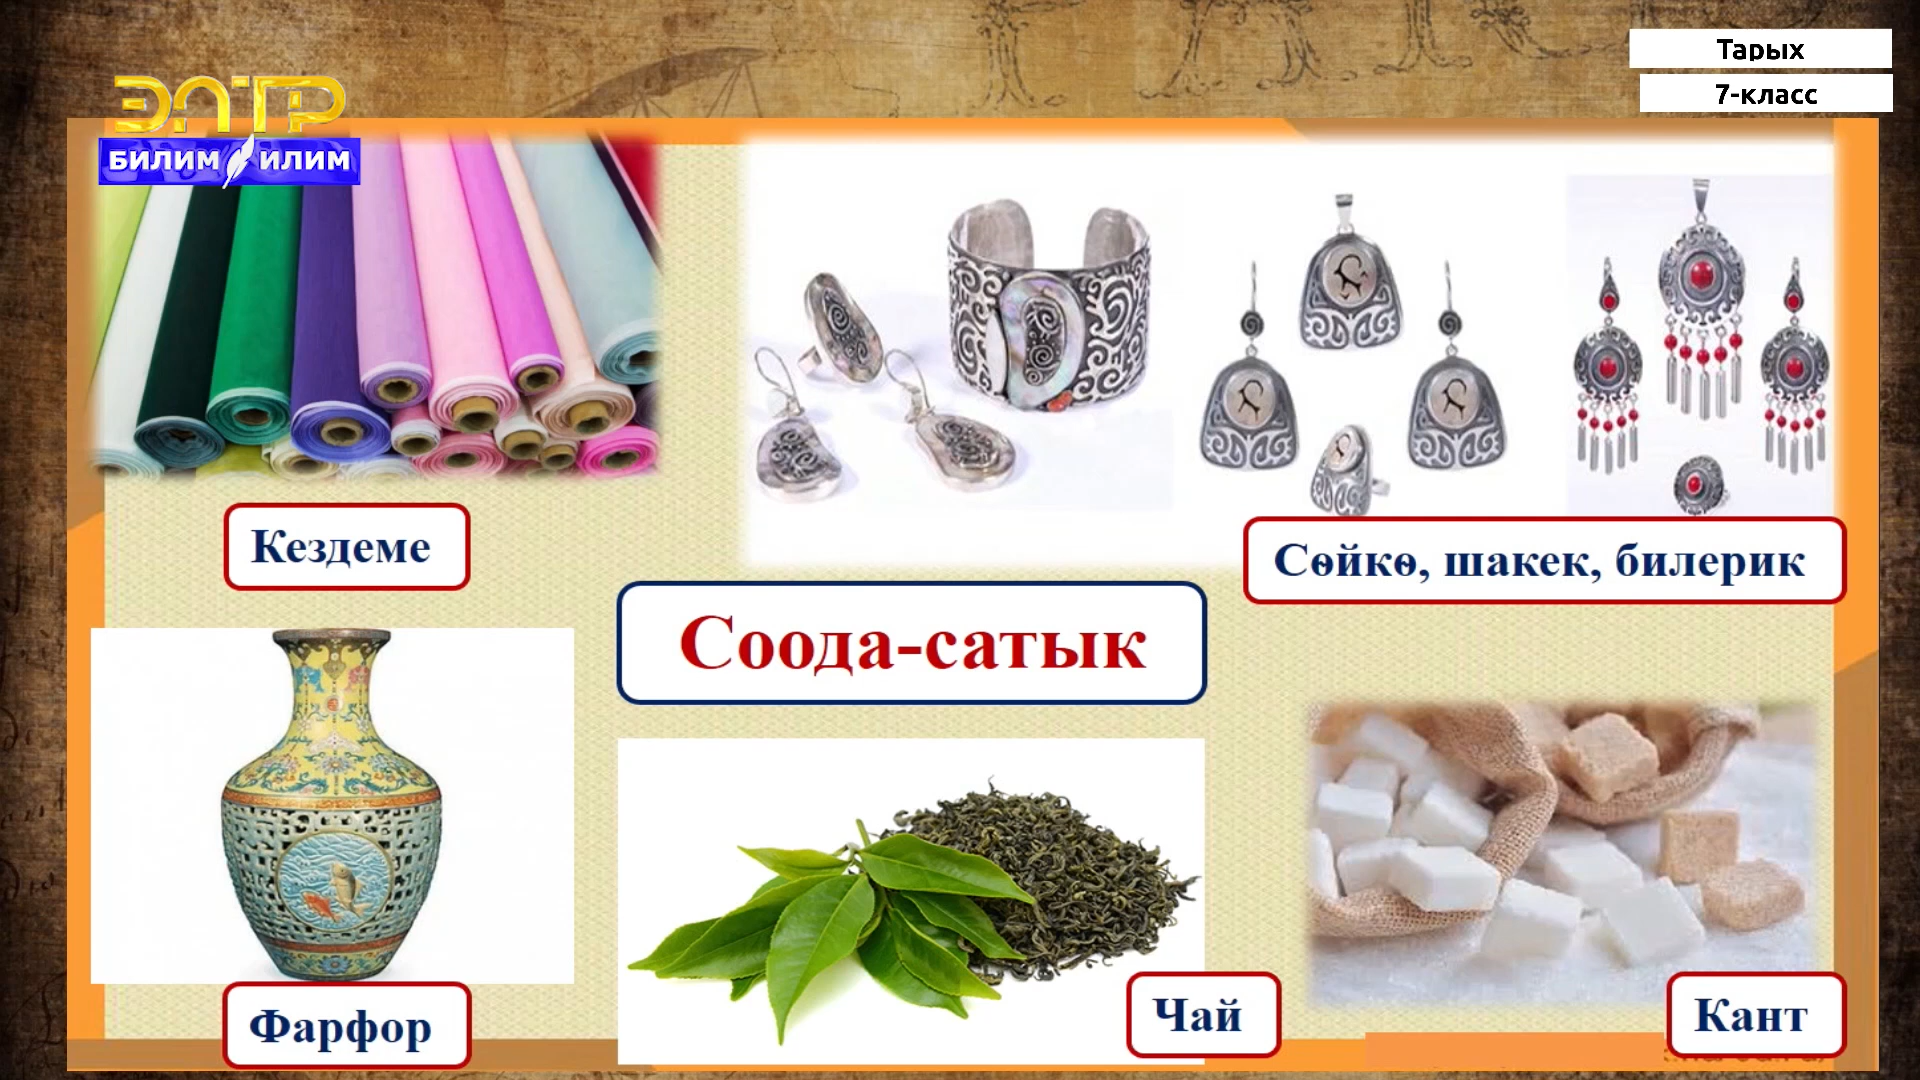 Тарых
7-класс
ЭЛТР
БИЛИМ ИЛИМ
Кездеме
Сөйкө, шакек, билерик
Соода-сатык
Фарфор
Чай
Кант